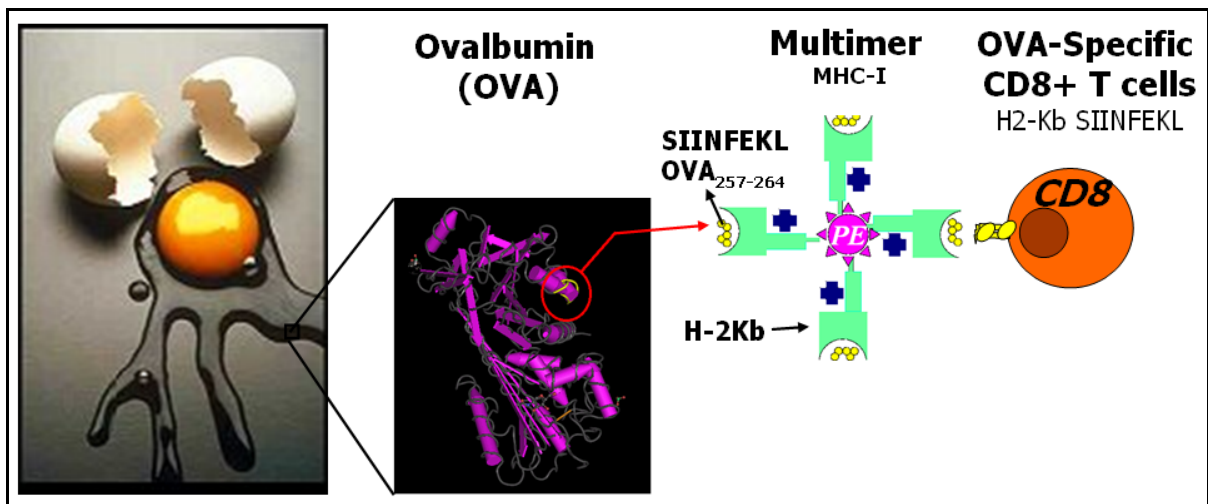 Ovalbumin
(OVA)
Multimer
MHC-I
OVA-Specific
CD8+ T cells
H2-Kb SIINFEKL
SIINFEKL
OVA257-264
PE
CD8
H-2Kb